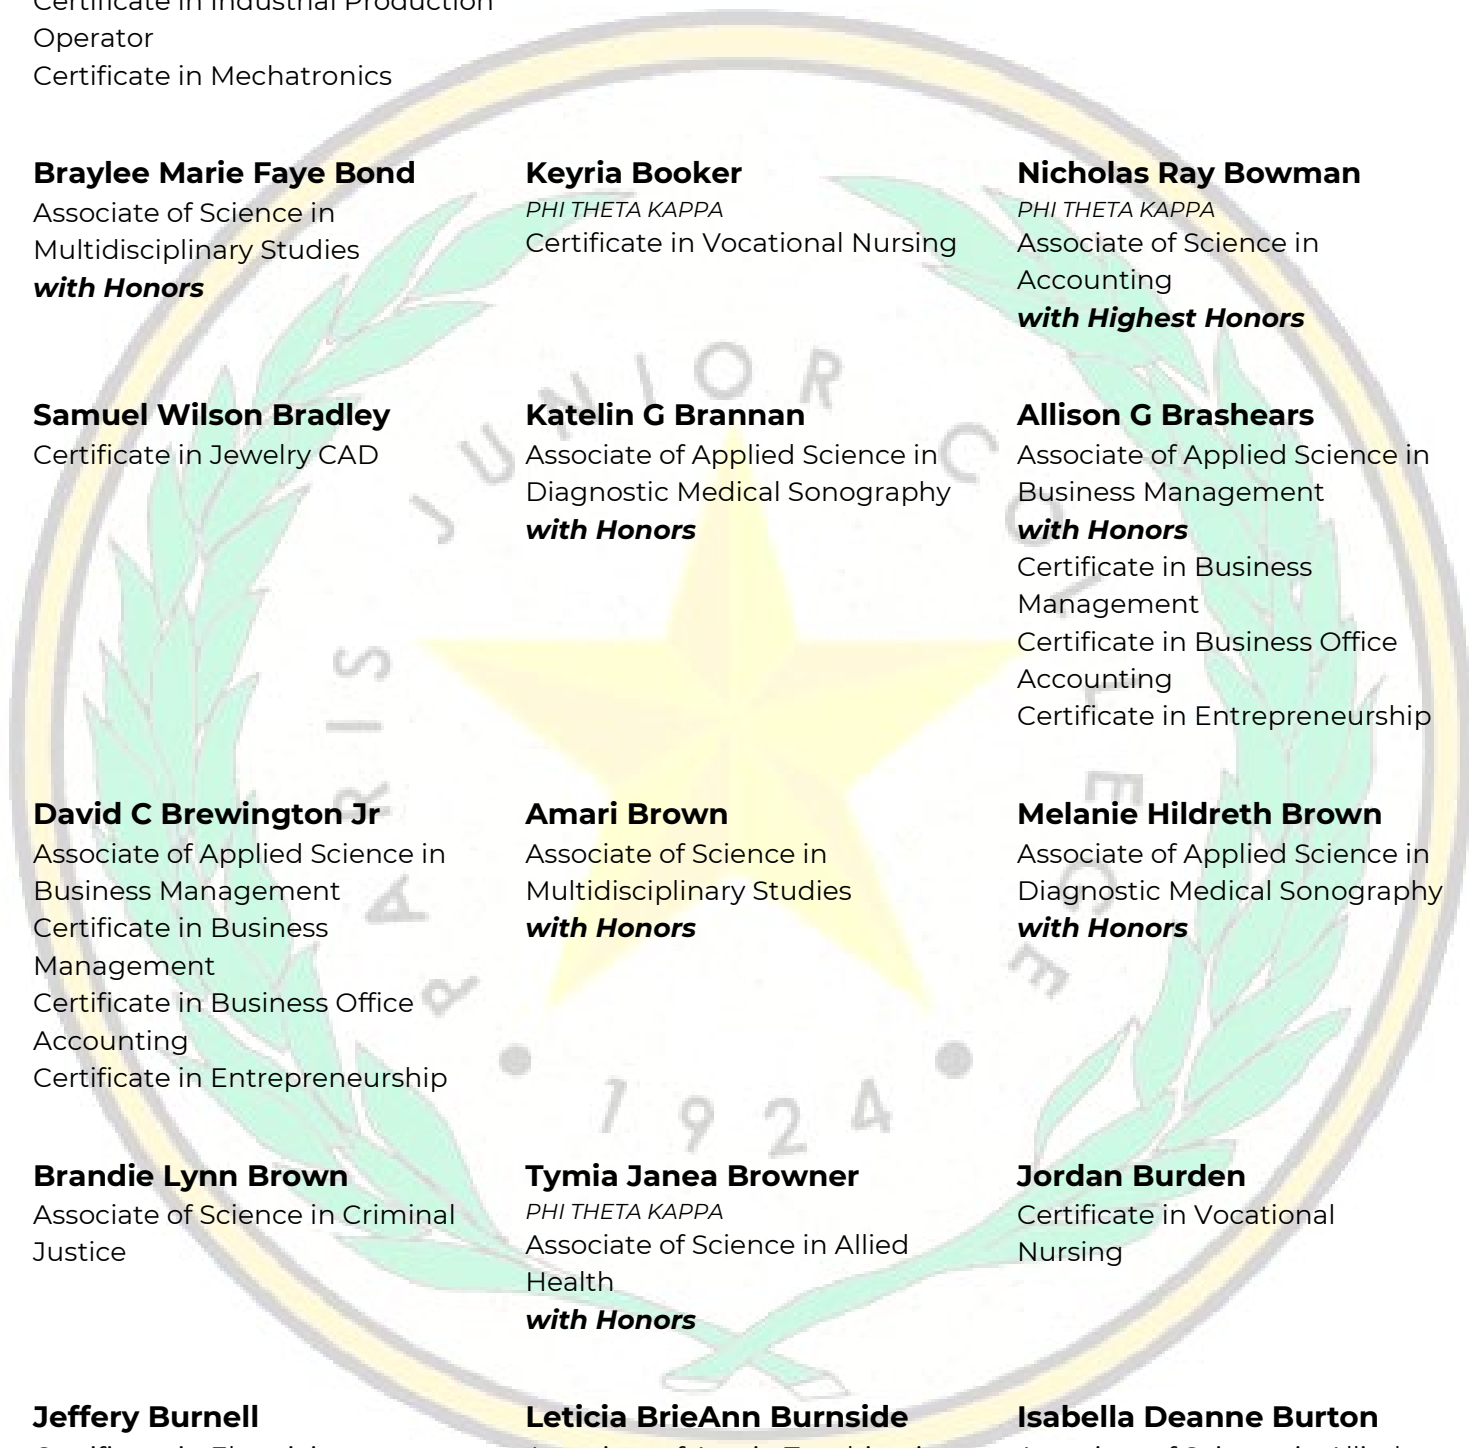 Certificate in Industrial Production
Operator
Certificate in Mechatronics
Braylee Marie Faye Bond
Associate of Science in
Multidisciplinary Studies
with Honors
Keyria Booker
PHI THETA KAPPA
Certificate in Vocational Nursing
Nicholas Ray Bowman
PHI THETA KAPPA
Associate of Science in
Accounting
with Highest Honors
Samuel Wilson Bradley
Certificate in Jewelry CAD
Katelin G Brannan
Associate of Applied Science in
Diagnostic Medical Sonography
with Honors
Allison G Brashears
Associate of Applied Science in
Business Management
with Honors
Certificate in Business
Management
Certificate in Business Office
Accounting
Certificate in Entrepreneurship
David C Brewington Jr
Associate of Applied Science in
Business Management
Certificate in Business
Management
Certificate in Business Office
Accounting
Certificate in Entrepreneurship
Amari Brown
Associate of Science in
Multidisciplinary Studies
with Honors
Melanie Hildreth Brown
Associate of Applied Science in
Diagnostic Medical Sonography
with Honors
Brandie Lynn Brown
Associate of Science in Criminal
Justice
Tymia Janea Browner
PHI THETA KAPPA
Associate of Science in Allied
Health
with Honors
Jordan Burden
Certificate in Vocational
Nursing
Jeffery Burnell
Leticia BrieAnn Burnside
Isabella Deanne Burton
PARIS JUNIOR COLLEGE
1924